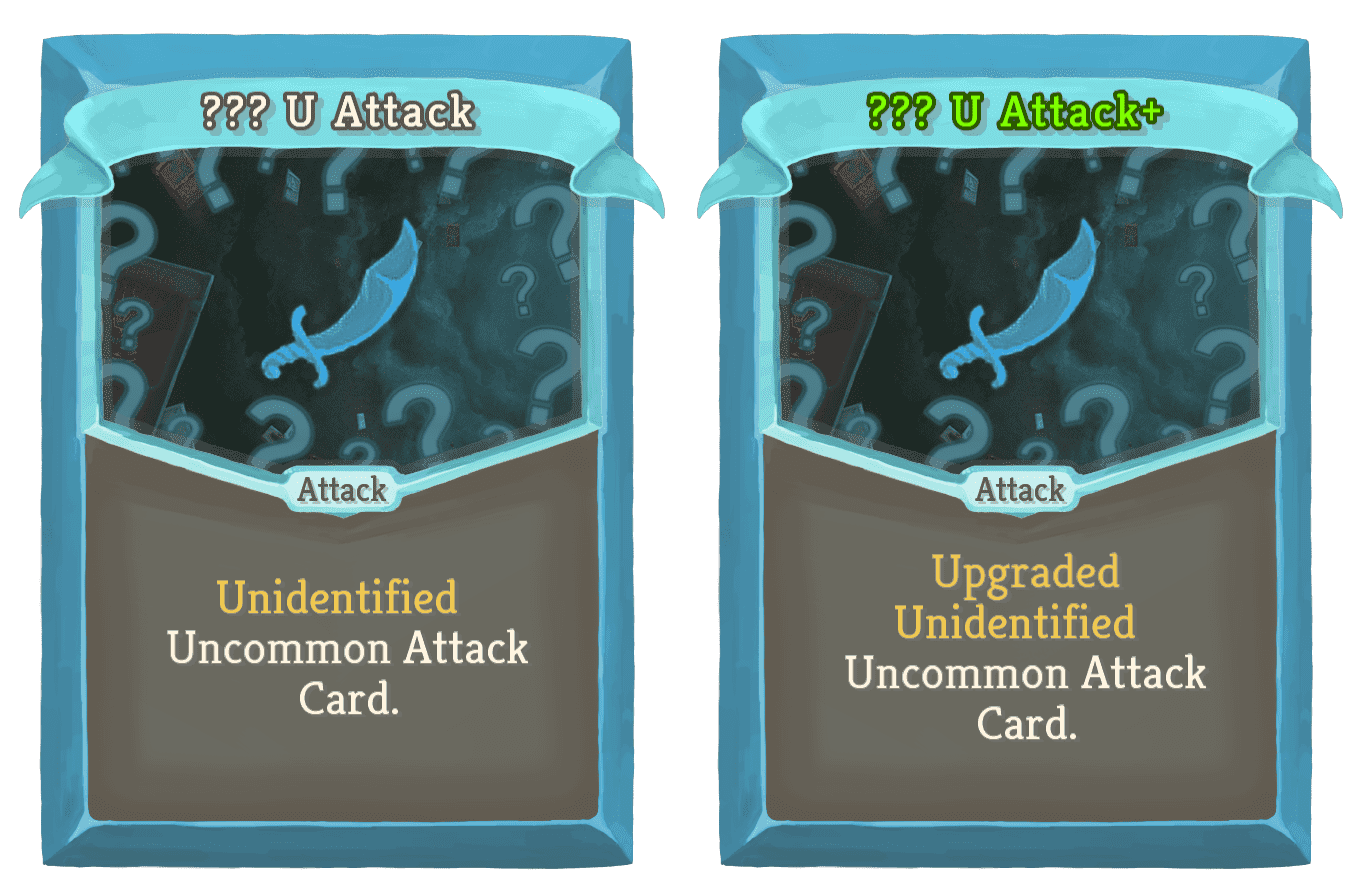 ??? U Attack
Attack
Unidentified
Uncommon Attack
Card.
??? U Attack+
Attack
Upgraded
Unidentified
Uncommon Attack
Card.